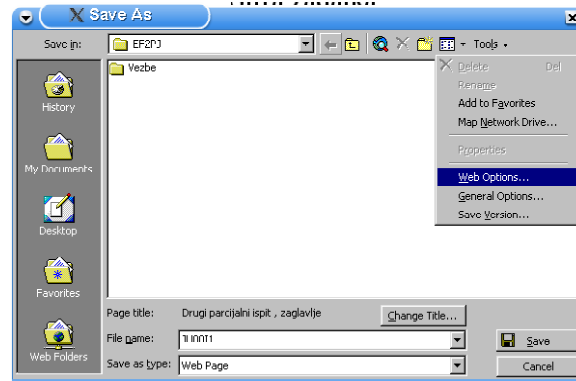 Save As
Save in:
EF2PJ
Tools
Vezbe
Delete Del
Rename
Add to Favorites
Map Network Drive...
Properties
Web Options...
General Options...
Save Version...
History
My Documents
Desktop
Favorites
Web Folders
Page title: Drugi parcijalni ispit , zaglavlje Change Title...
File name:
Save
Save as type: Web Page
Cancel